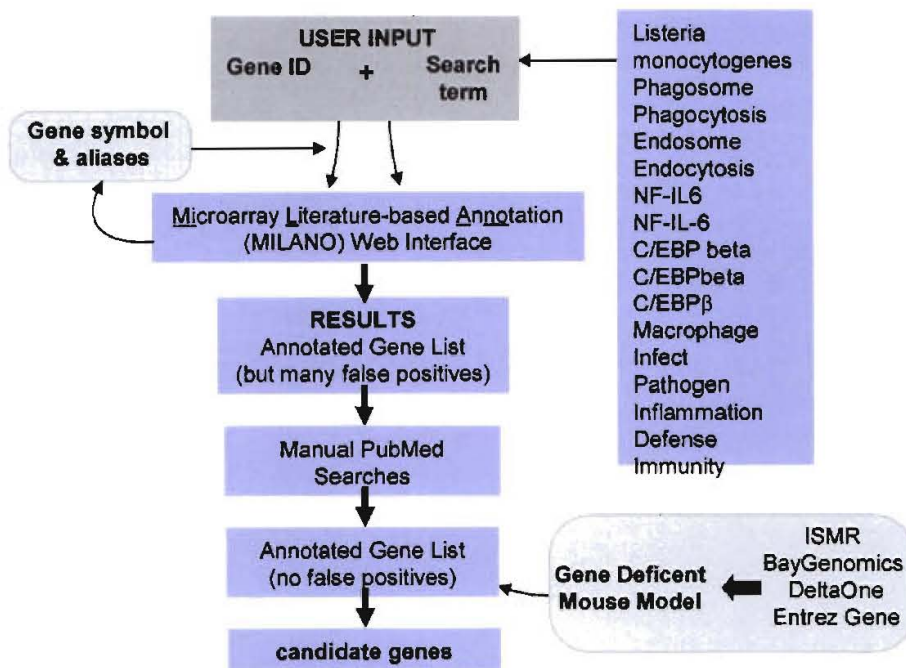 USER INPUT
Gene ID + Search
term
Gene symbol
& aliases
Microarray Literature-based Annotation
(MILANO) Web Interface
RESULTS
Annotated Gene List
(but many false positives)
Manual PubMed
Searches
Annotated Gene List
(no false positives)
candidate genes
Listeria
monocytogenes
Phagosome
Phagocytosis
Endosome
Endocytosis
NF-IL6
NF-IL-6
C/EBP beta
C/EBPbeta
C/EBPβ
Macrophage
Infect
Pathogen
Inflammation
Defense
Immunity
Gene Deficent
Mouse Model
ISMR
BayGenomics
DeltaOne
Entrez Gene